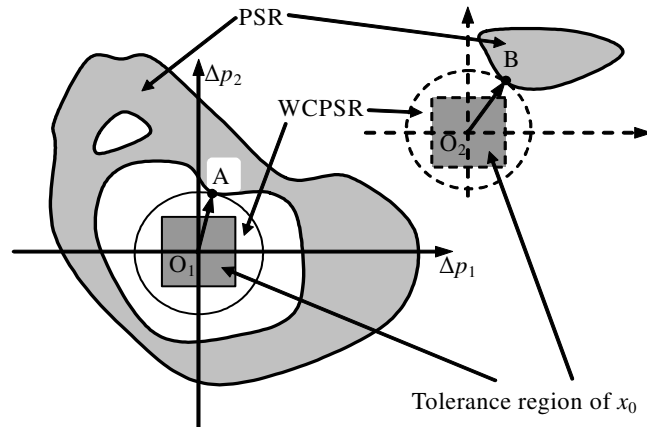 PSR
B
Δp₂
WCPSR
O₂
A
O₁
Δp₁
Tolerance region of x₀